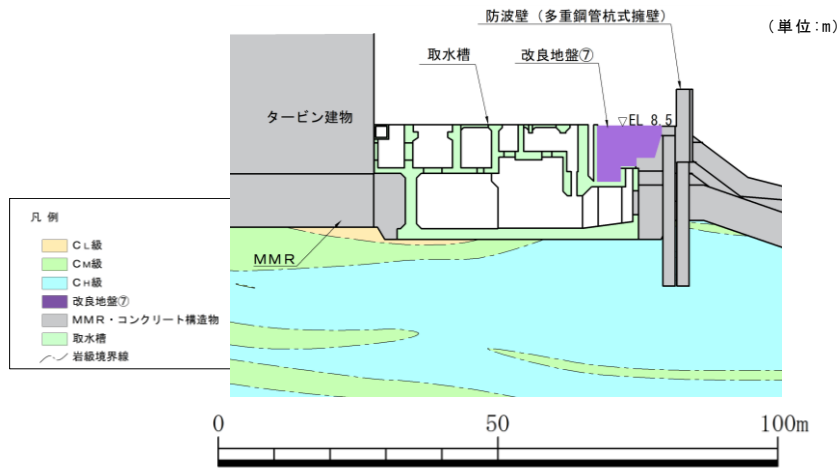 防波壁（多重鋼管杭式擁壁）
(単位:m)
取水槽
改良地盤⑦
▽EL 8.5
タービン建物
凡 例
CL級
CM級
CH級
改良地盤⑦
MMR・コンクリート構造物
取水槽
岩級境界線
MMR
0
50
100m